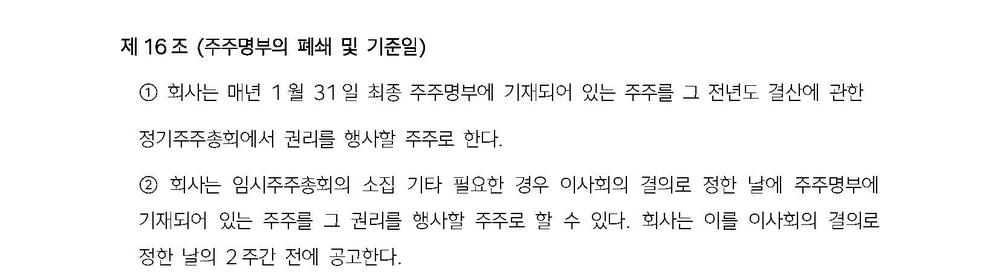 제 16 조 (주주명부의 폐쇄 및 기준일)
① 회사는 매년 1 월 31 일 최종 주주명부에 기재되어 있는 주주를 그 전년도 결산에 관한
정기주주총회에서 권리를 행사할 주주로 한다.
② 회사는 임시주주총회의 소집 기타 필요한 경우 이사회의 결의로 정한 날에 주주명부에
기재되어 있는 주주를 그 권리를 행사할 주주로 할 수 있다. 회사는 이를 이사회의 결의로
정한 날의 2 주간 전에 공고한다.